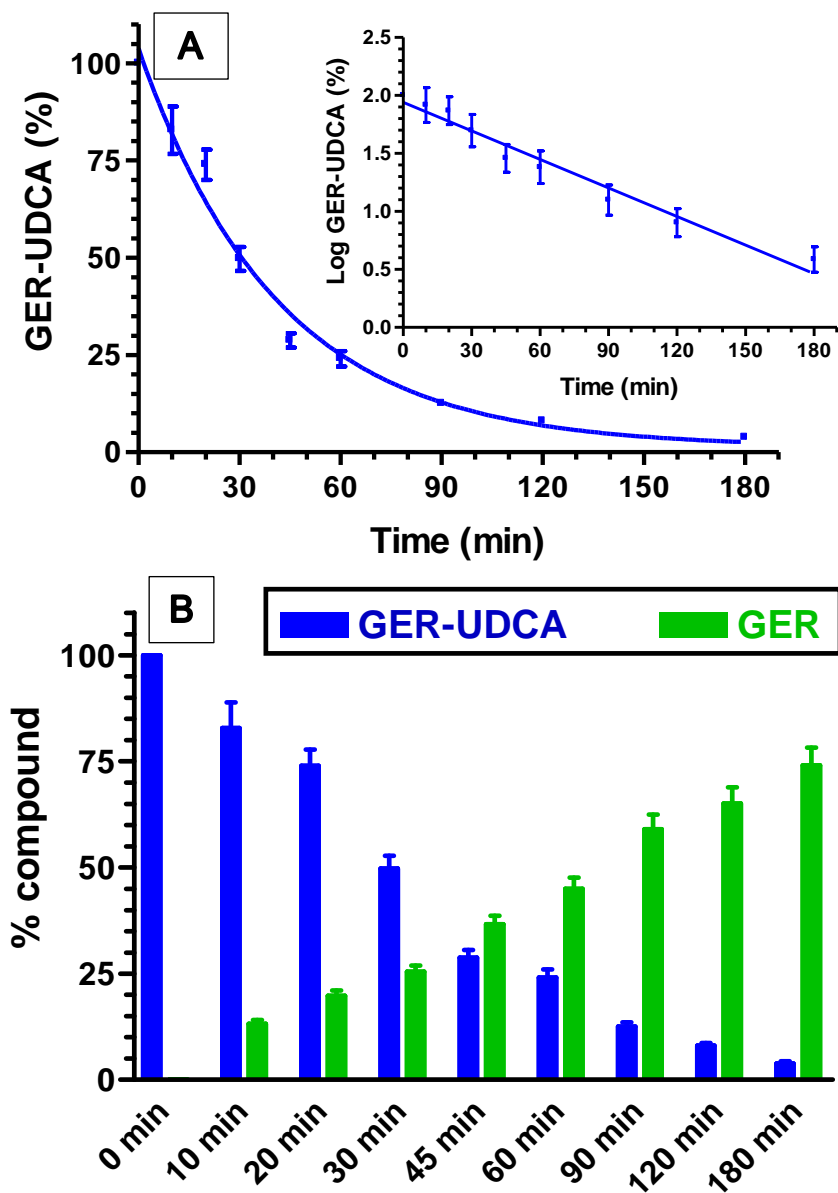 A
GER-UDCA (%)
100
75
50
25
0
0 30 60 90 120 150 180
Time (min)
Log GER-UDCA (%)
2.5
2.0
1.5
1.0
0.5
0.0
0 30 60 90 120 150 180
Time (min)
B
GER-UDCA GER
% compound
100
75
50
25
0
0 min 10 min 20 min 30 min 45 min 60 min 90 min 120 min 180 min